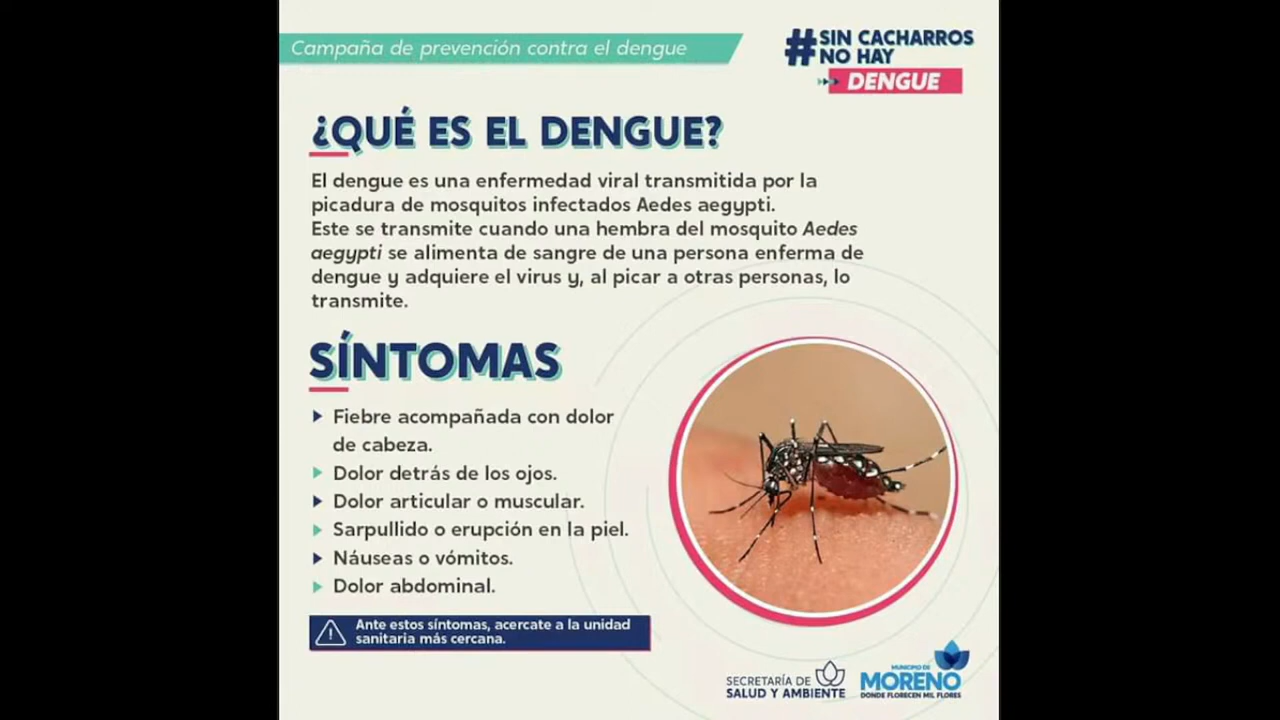 Campaña de prevención contra el dengue
#SIN CACHARROS
NO HAY
DENGUE
¿QUÉ ES EL DENGUE?
El dengue es una enfermedad viral transmitida por la
picadura de mosquitos infectados Aedes aegypti.
Este se transmite cuando una hembra del mosquito Aedes
aegypti se alimenta de sangre de una persona enferma de
dengue y adquiere el virus y, al picar a otras personas, lo
transmite.
SÍNTOMAS
Fiebre acompañada con dolor
de cabeza.
Dolor detrás de los ojos.
Dolor articular o muscular.
Sarpullido o erupción en la piel.
Náuseas o vómitos.
Dolor abdominal.
Ante estos síntomas, acercate a la unidad
sanitaria más cercana.
SECRETARÍA DE
SALUD Y AMBIENTE
MUNICIPIO DE
MORENO
DONDE FLORECEN MIL FLORES